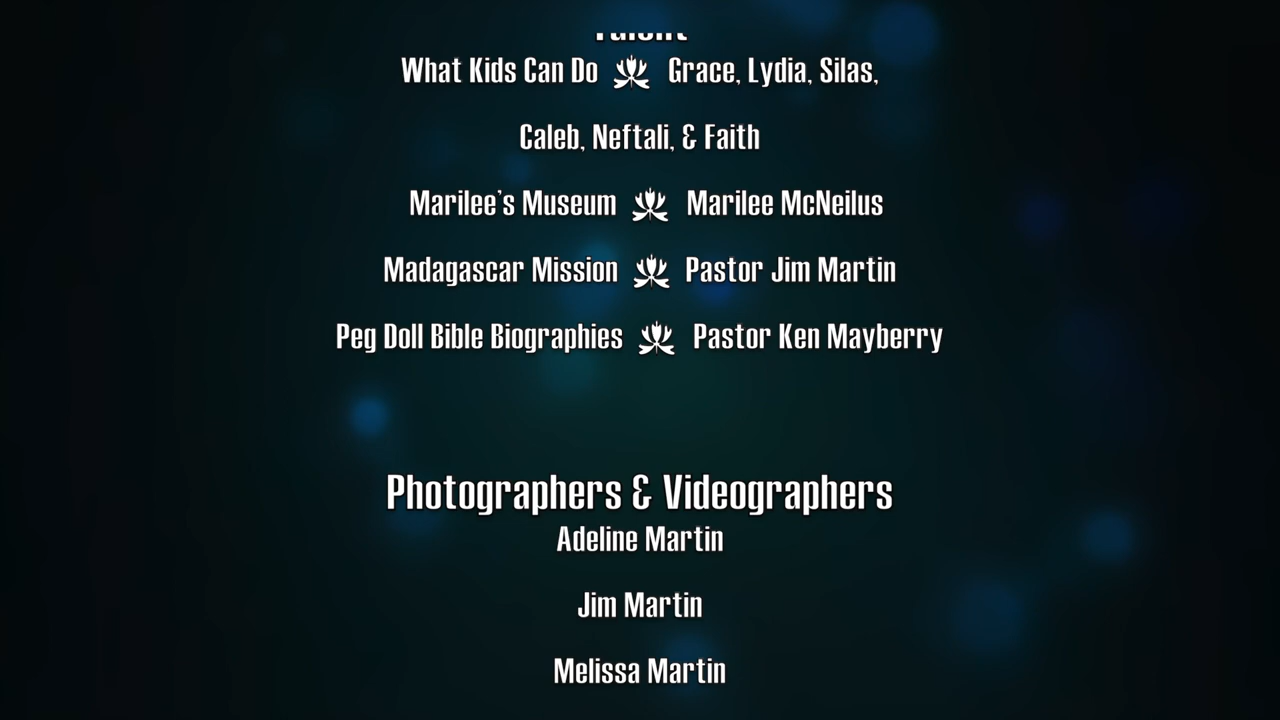 What Kids Can Do Grace, Lydia, Silas,
Caleb, Neftali, & Faith
Marilee's Museum Marilee McNeilus
Madagascar Mission Pastor Jim Martin
Peg Doll Bible Biographies Pastor Ken Mayberry
Photographers & Videographers
Adeline Martin
Jim Martin
Melissa Martin